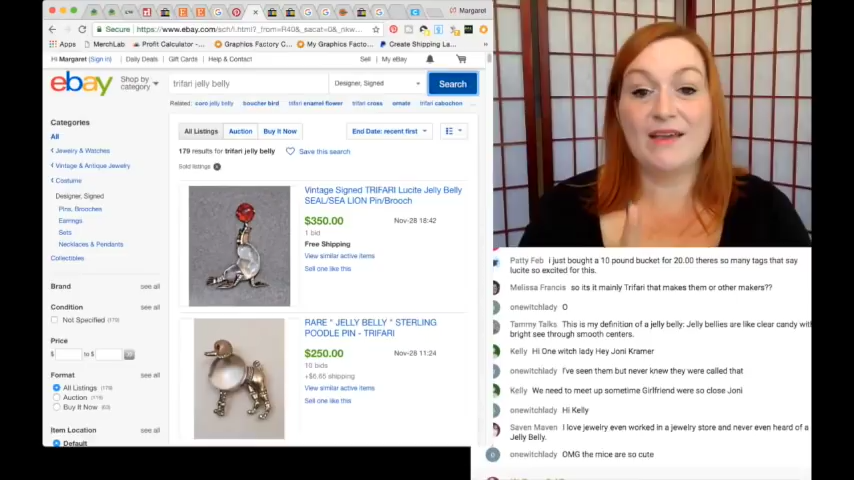 Margaret
Secure https://www.ebay.com/sch/i.html?_from=R40&_sacat=0&_nkw...
Apps MerchLab Profit Calculator - Graphics Factory C My Graphics Factory Create Shipping La
Hi Margaret (Sign in) Daily Deals Gift Cards Help & Contact Sell My eBay
ebay Shop by category trifari jelly belly Designer, Signed Search
Related: coro jelly belly boucher bird trifari enamel flower trifari cross ornate trifari cabochon ...
Categories
All
Jewelry & Watches
Vintage & Antique Jewelry
Costume
Designer, Signed
Pins, Brooches
Earrings
Sets
Necklaces & Pendants
Collectibles
Brand see all
Condition see all
Not Specified (179)
Price
$ to $
Format see all
All Listings (179)
Auction (119)
Buy It Now
Item Location see all
Default
All Listings Auction Buy It Now End Date: recent first
179 results for trifari jelly belly Save this search
Sold listings
Vintage Signed TRIFARI Lucite Jelly Belly
SEAL/SEA LION Pin/Brooch
$350.00 Nov-28 18:42
1 bid
Free Shipping
View similar active items
Sell one like this
RARE " JELLY BELLY " STERLING
POODLE PIN - TRIFARI
$250.00 Nov-28 11:24
10 bids
+$6.65 shipping
View similar active items
Sell one like this
Patty Feb i just bought a 10 pound bucket for 20.00 theres so many tags that say
lucite so excited for this.
Melissa Francis so its it mainly Trifari that makes them or other makers??
onewitchlady O
Tammy Talks This is my definition of a jelly belly: Jelly bellies are like clear candy with
bright see through smooth centers.
Kelly Hi One witch lady Hey Joni Kramer
onewitchlady I've seen them but never knew they were called that
Kelly We need to meet up sometime Girlfriend were so close Joni
onewitchlady Hi Kelly
Saven Maven I love jewelry even worked in a jewelry store and never even heard of a
Jelly Belly.
onewitchlady OMG the mice are so cute